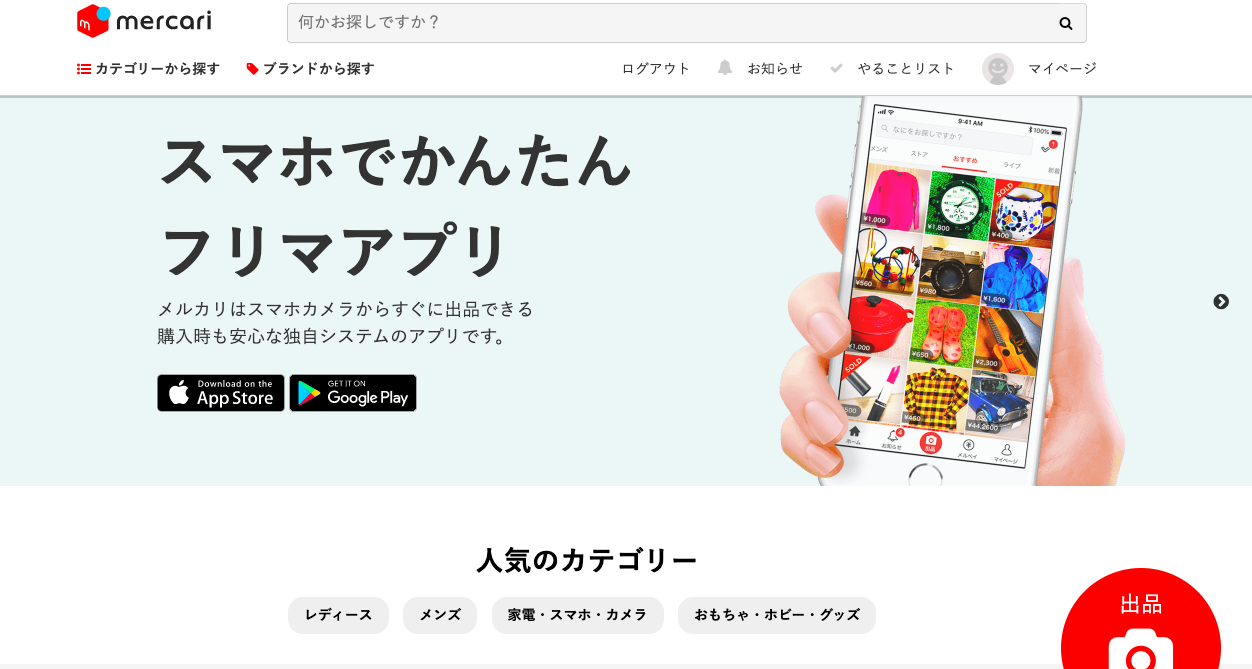 mercari
何かお探しですか？
カテゴリーから探す
ブランドから探す
ログアウト
お知らせ
やることリスト
マイページ
スマホでかんたん
フリマアプリ
メルカリはスマホカメラからすぐに出品できる
購入時も安心な独自システムのアプリです。
Download on the
App Store
GET IT ON
Google Play
9:41 AM
100%
なにをお探しですか？
1
メンズ
ストア
おすすめ
ライブ
新着
¥1,000
¥1,800
SOLD
¥400
¥560
¥980
¥1,600
¥1,000
¥650
¥2,300
SOLD
¥44,2600
4
ホーム
お知らせ
出品
メルペイ
マイページ
人気のカテゴリー
レディース
メンズ
家電・スマホ・カメラ
おもちゃ・ホビー・グッズ
出品